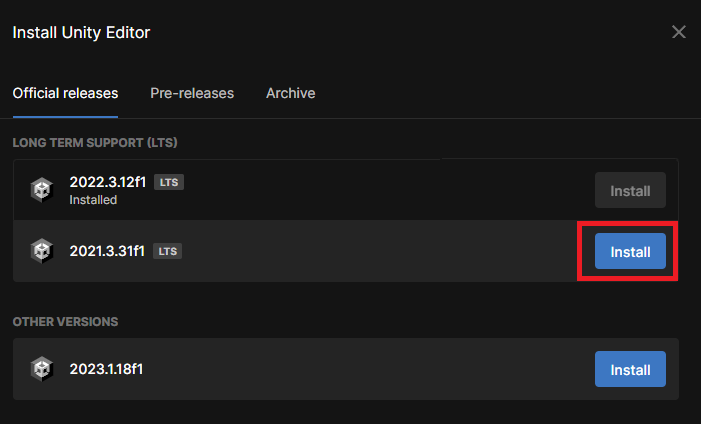 Install Unity Editor
Official releases Pre-releases Archive
LONG TERM SUPPORT (LTS)
2022.3.12f1 LTS
Installed
Install
2021.3.31f1 LTS
Install
OTHER VERSIONS
2023.1.18f1
Install